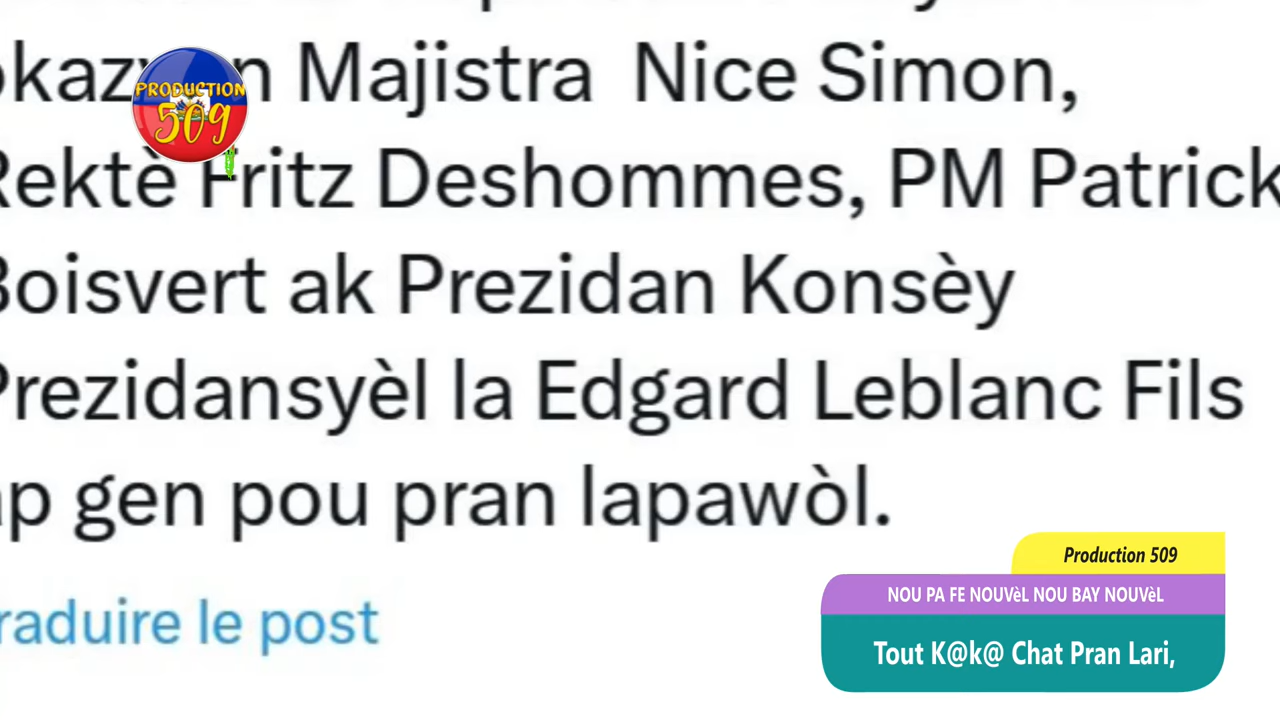 Majistra Nice Simon,
Rektè Fritz Deshommes, PM Patrick
Boisvert ak Prezidan Konsèy
Prezidansyèl la Edgard Leblanc Fils
ap gen pou pran lapawòl.
raduire le post
PRODUCTION
509
Production 509
NOU PA FE NOUVèL NOU BAY NOUVèL
Tout K@k@ Chat Pran Lari,